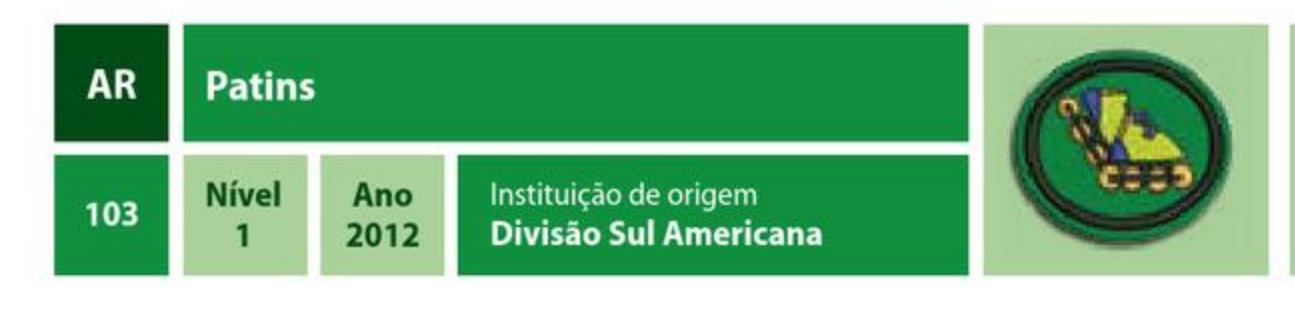 AR
Patins
103
Nível
1
Ano
2012
Instituição de origem
Divisão Sul Americana